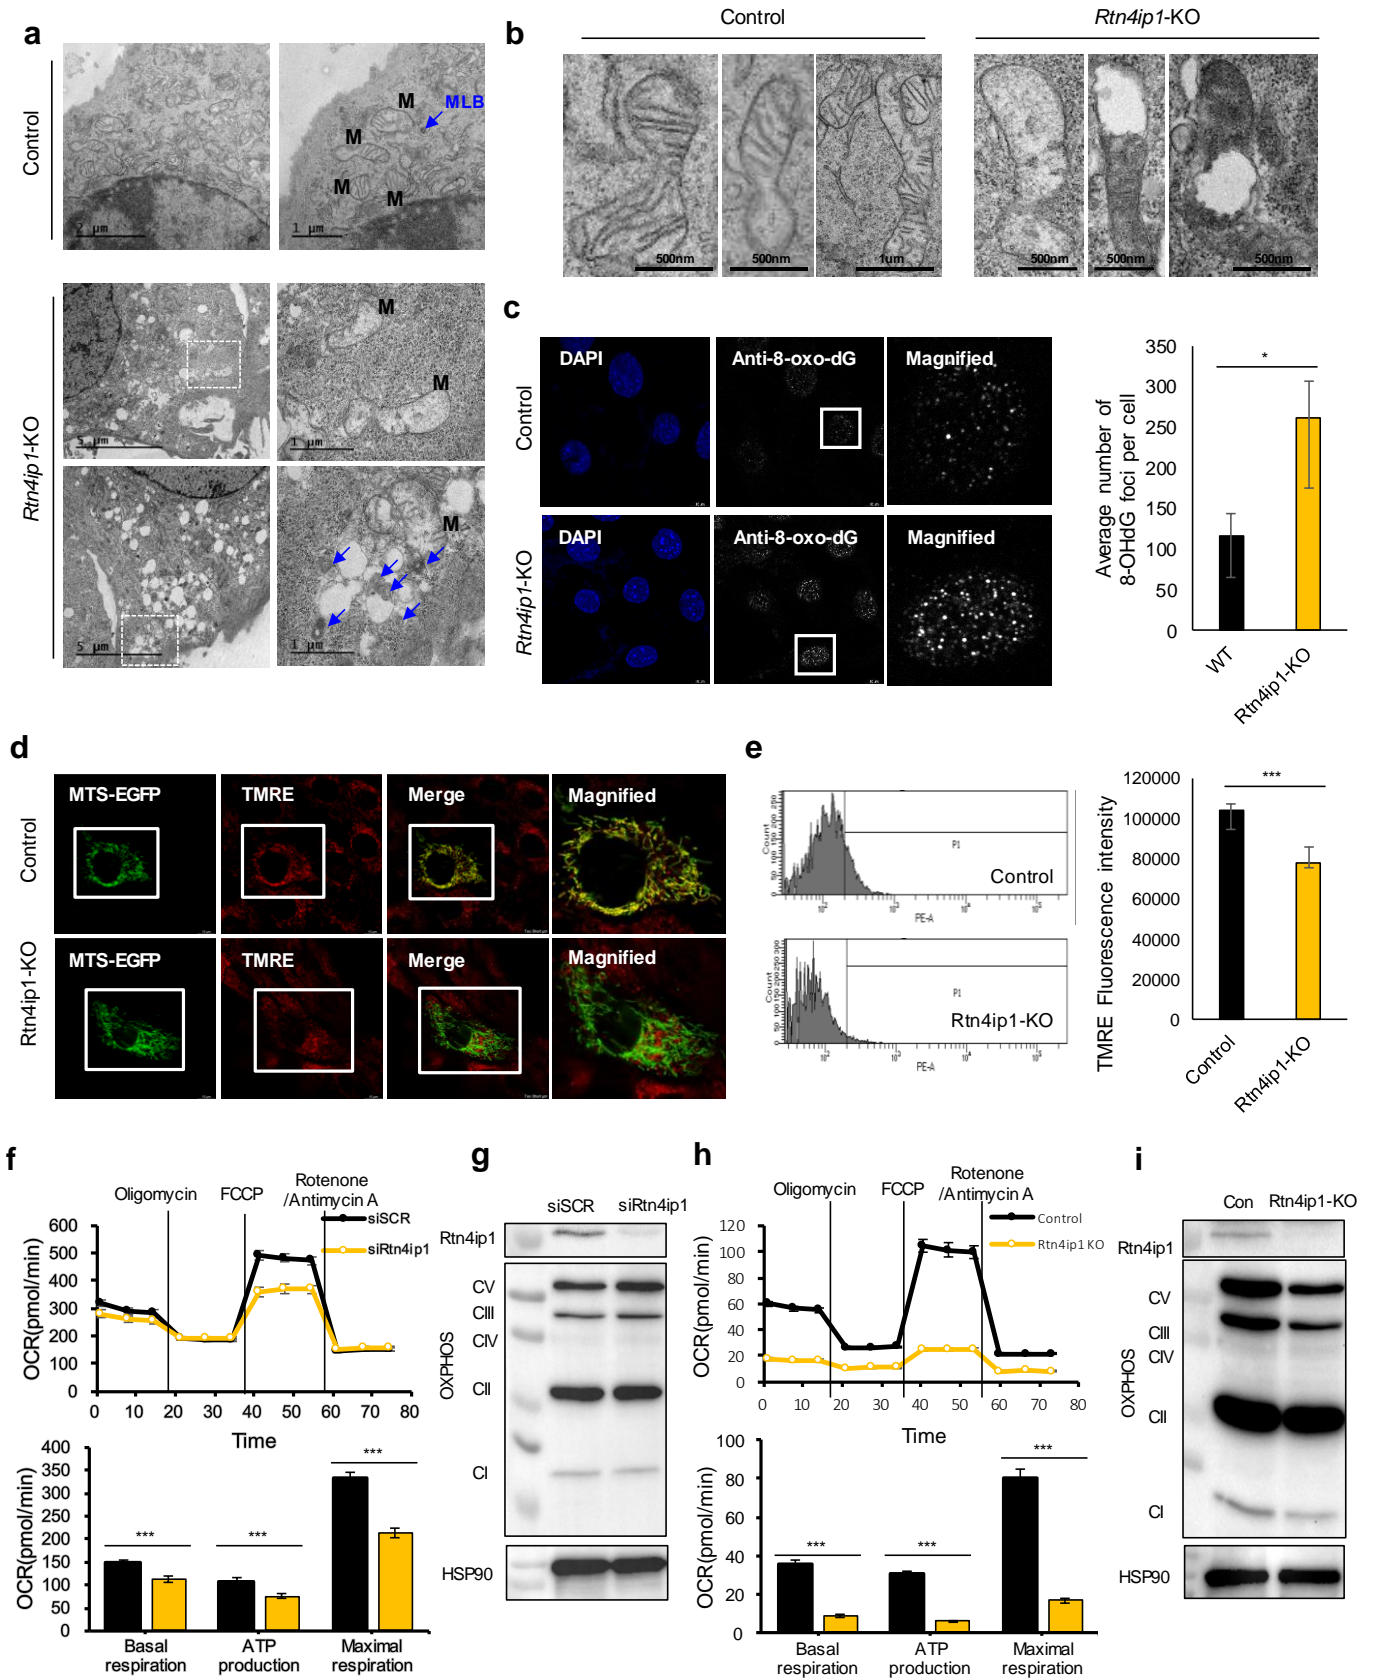 a
Control
M
MLB
M
M
M
2 µm
1 µm
Rtn4ip1-KO
M
M
5 µm
1 µm
M
5 µm
1 µm
b
Control
Rtn4ip1-KO
500nm
500nm
1um
500nm
500nm
500nm
c
Control
DAPI
Anti-8-oxo-dG
Magnified
Rtn4ip1-KO
DAPI
Anti-8-oxo-dG
Magnified
Average number of
8-OHdG foci per cell
350
300
250
200
150
100
50
0
*
WT
Rtn4ip1-KO
d
Control
MTS-EGFP
TMRE
Merge
Magnified
Rtn4ip1-KO
MTS-EGFP
TMRE
Merge
Magnified
e
Count
P1
Control
PE-A
Count
P1
Rtn4ip1-KO
PE-A
TMRE Fluorescence intensity
120000
100000
80000
60000
40000
20000
0
***
Control
Rtn4ip1-KO
f
Oligomycin
FCCP
Rotenone
/Antimycin A
siSCR
siRtn4ip1
OCR(pmol/min)
600
500
400
300
200
100
0
0 10 20 30 40 50 60 70 80
Time
OCR(pmol/min)
400
350
300
250
200
150
100
50
0
***
***
***
Basal
respiration
ATP
production
Maximal
respiration
g
siSCR
siRtn4ip1
Rtn4ip1
OXPHOS
CV
CIII
CIV
CII
CI
HSP90
h
Oligomycin
FCCP
Rotenone
/Antimycin A
Control
Rtn4ip1 KO
OCR(pmol/min)
120
100
80
60
40
20
0
0 10 20 30 40 50 60 70 80
Time
OCR(pmol/min)
100
80
60
40
20
0
***
***
***
Basal
respiration
ATP
production
Maximal
respiration
i
Con
Rtn4ip1-KO
Rtn4ip1
OXPHOS
CV
CIII
CIV
CII
CI
HSP90